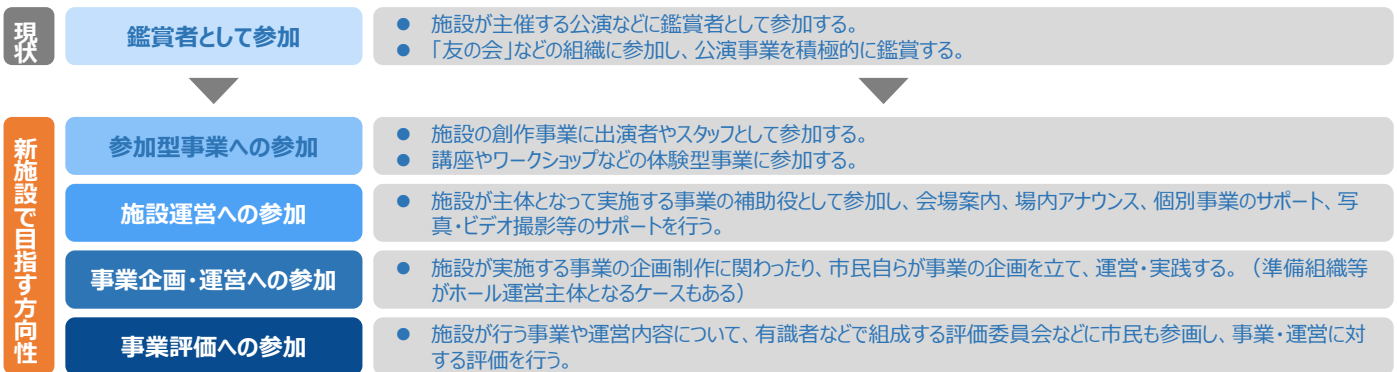 現状
鑑賞者として参加
● 施設が主催する公演などに鑑賞者として参加する。
● 「友の会」などの組織に参加し、公演事業を積極的に鑑賞する。
新施設で目指す方向性
参加型事業への参加
● 施設の創作事業に出演者やスタッフとして参加する。
● 講座やワークショップなどの体験型事業に参加する。
施設運営への参加
● 施設が主体となって実施する事業の補助役として参加し、会場案内、場内アナウンス、個別事業のサポート、写
真・ビデオ撮影等のサポートを行う。
事業企画・運営への参加
● 施設が実施する事業の企画制作に関わったり、市民自らが事業の企画を立て、運営・実践する。（準備組織等
がホール運営主体となるケースもある）
事業評価への参加
● 施設が行う事業や運営内容について、有識者などで組成する評価委員会などに市民も参画し、事業・運営に対
する評価を行う。